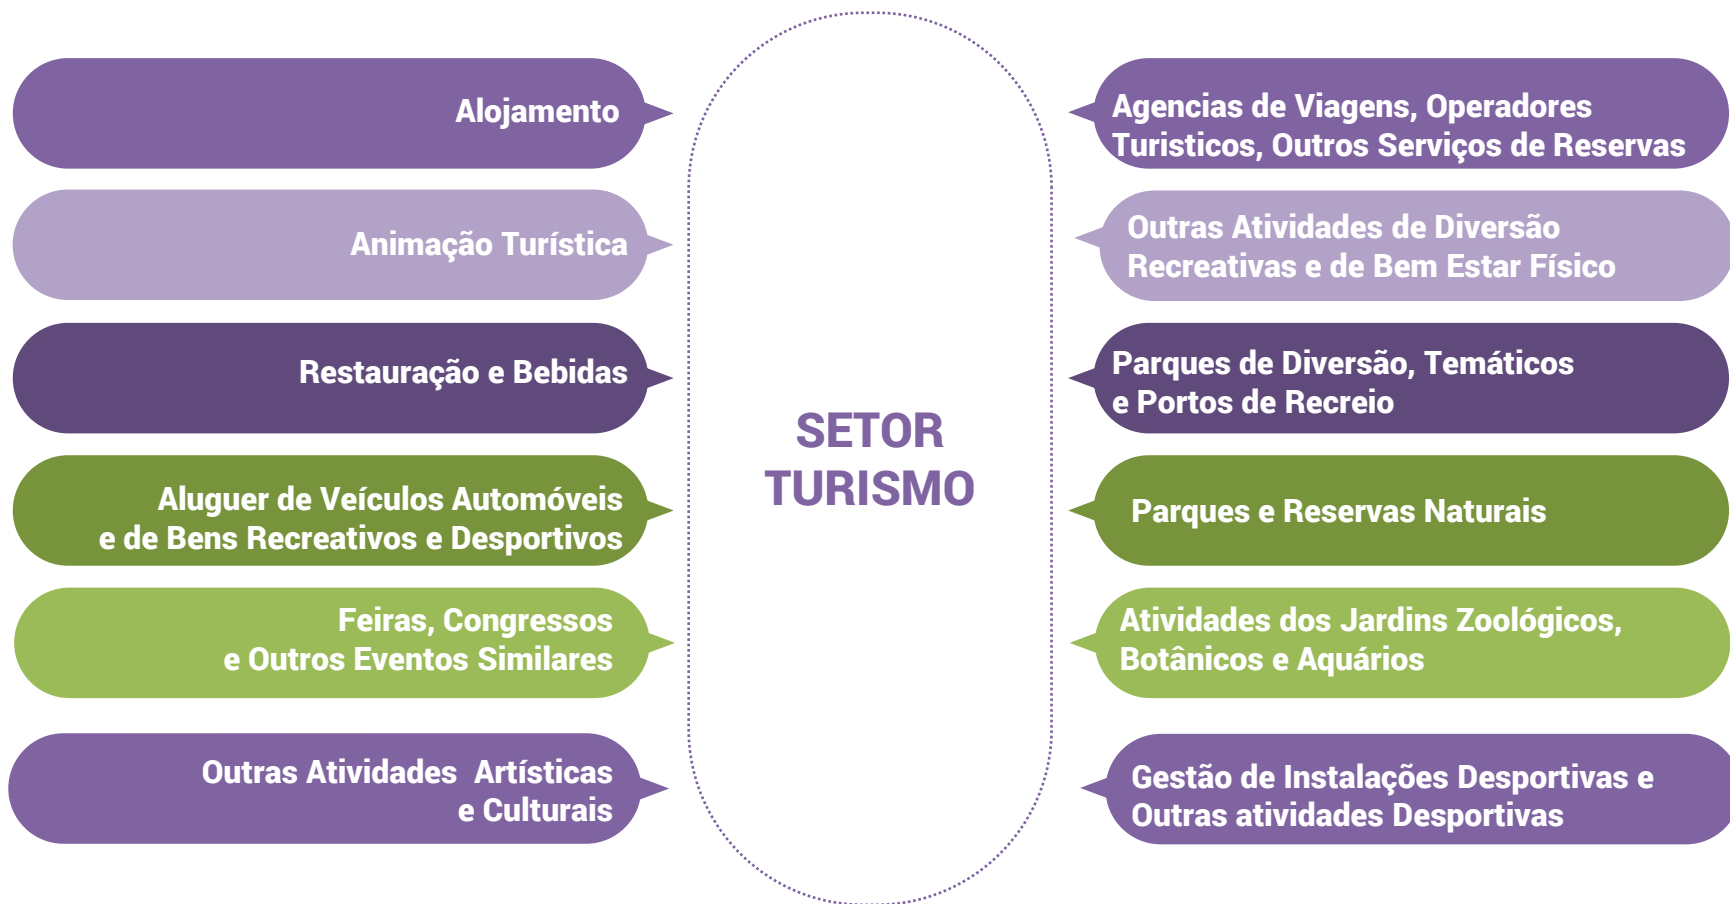 Alojamento
Animação Turística
Restauração e Bebidas
Aluguer de Veículos Automóveis
e de Bens Recreativos e Desportivos
Feiras, Congressos
e Outros Eventos Similares
Outras Atividades  Artísticas
e Culturais
SETOR
TURISMO
Agencias de Viagens, Operadores
Turisticos, Outros Serviços de Reservas
Outras Atividades de Diversão
Recreativas e de Bem Estar Físico
Parques de Diversão, Temáticos
e Portos de Recreio
Parques e Reservas Naturais
Atividades dos Jardins Zoológicos,
Botânicos e Aquários
Gestão de Instalações Desportivas e
Outras atividades Desportivas